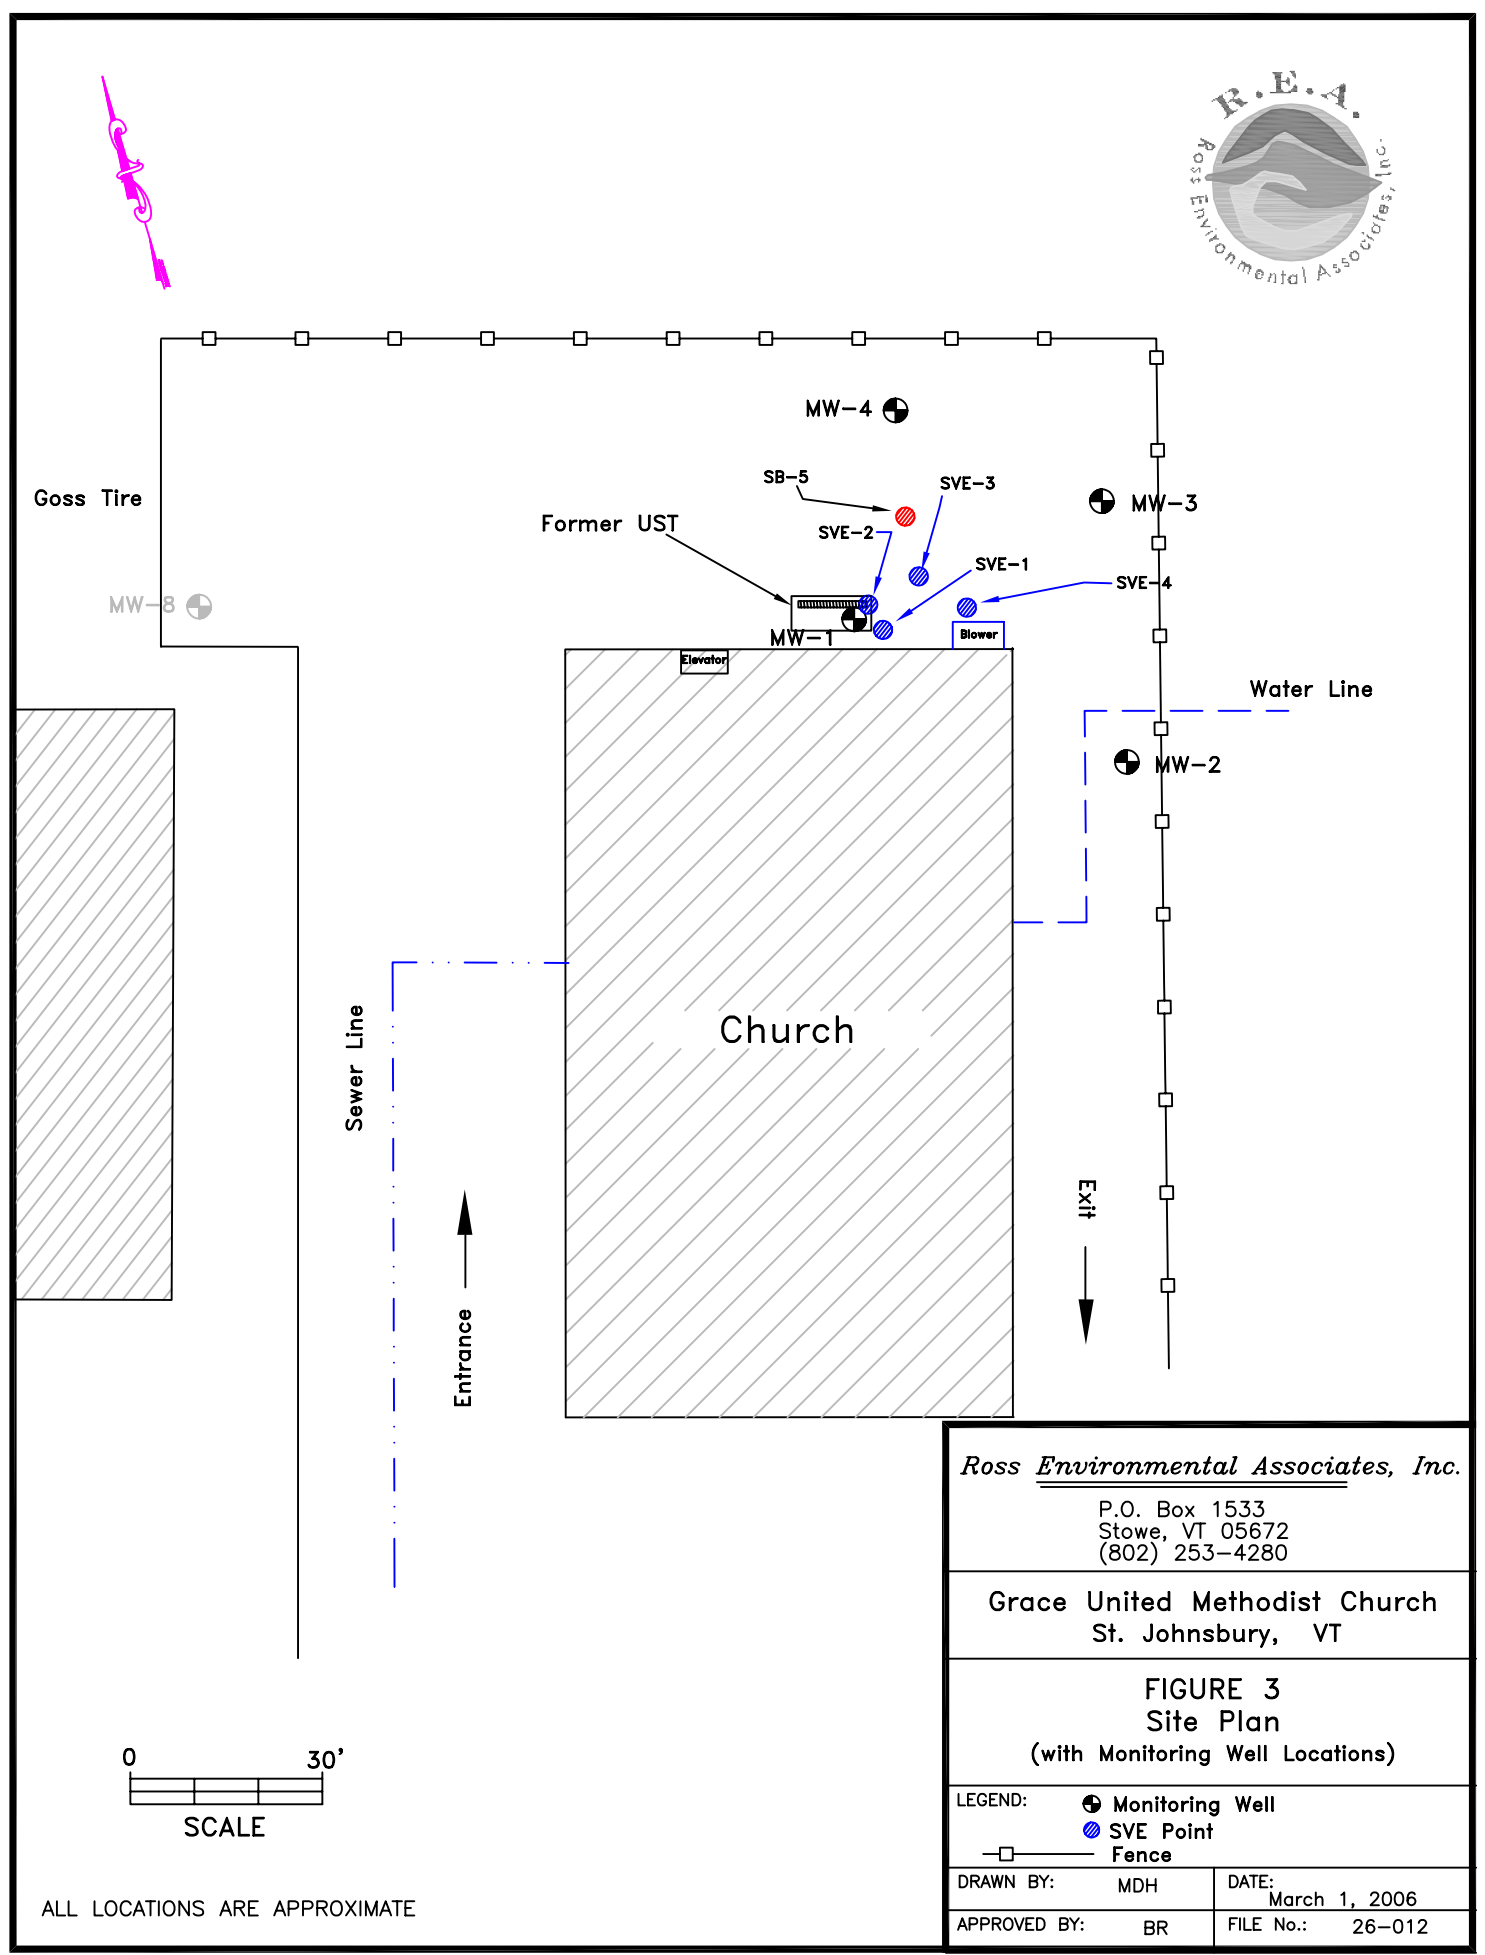 R.E.A.
Ross Environmental Associates, Inc.
MW-4
SB-5
SVE-3
Goss Tire
MW-3
Former UST
SVE-2
SVE-1
SVE-4
MW-8
MW-1
Blower
Elevator
Water Line
MW-2
Church
Sewer Line
Exit
Entrance
Ross Environmental Associates, Inc.
P.O. Box 1533
Stowe, VT 05672
(802) 253-4280
Grace United Methodist Church
St. Johnsbury, VT
FIGURE 3
Site Plan
(with Monitoring Well Locations)
0 30'
SCALE
LEGEND:
Monitoring Well
SVE Point
Fence
DRAWN BY: MDH
DATE: March 1, 2006
APPROVED BY: BR
FILE No.: 26-012
ALL LOCATIONS ARE APPROXIMATE